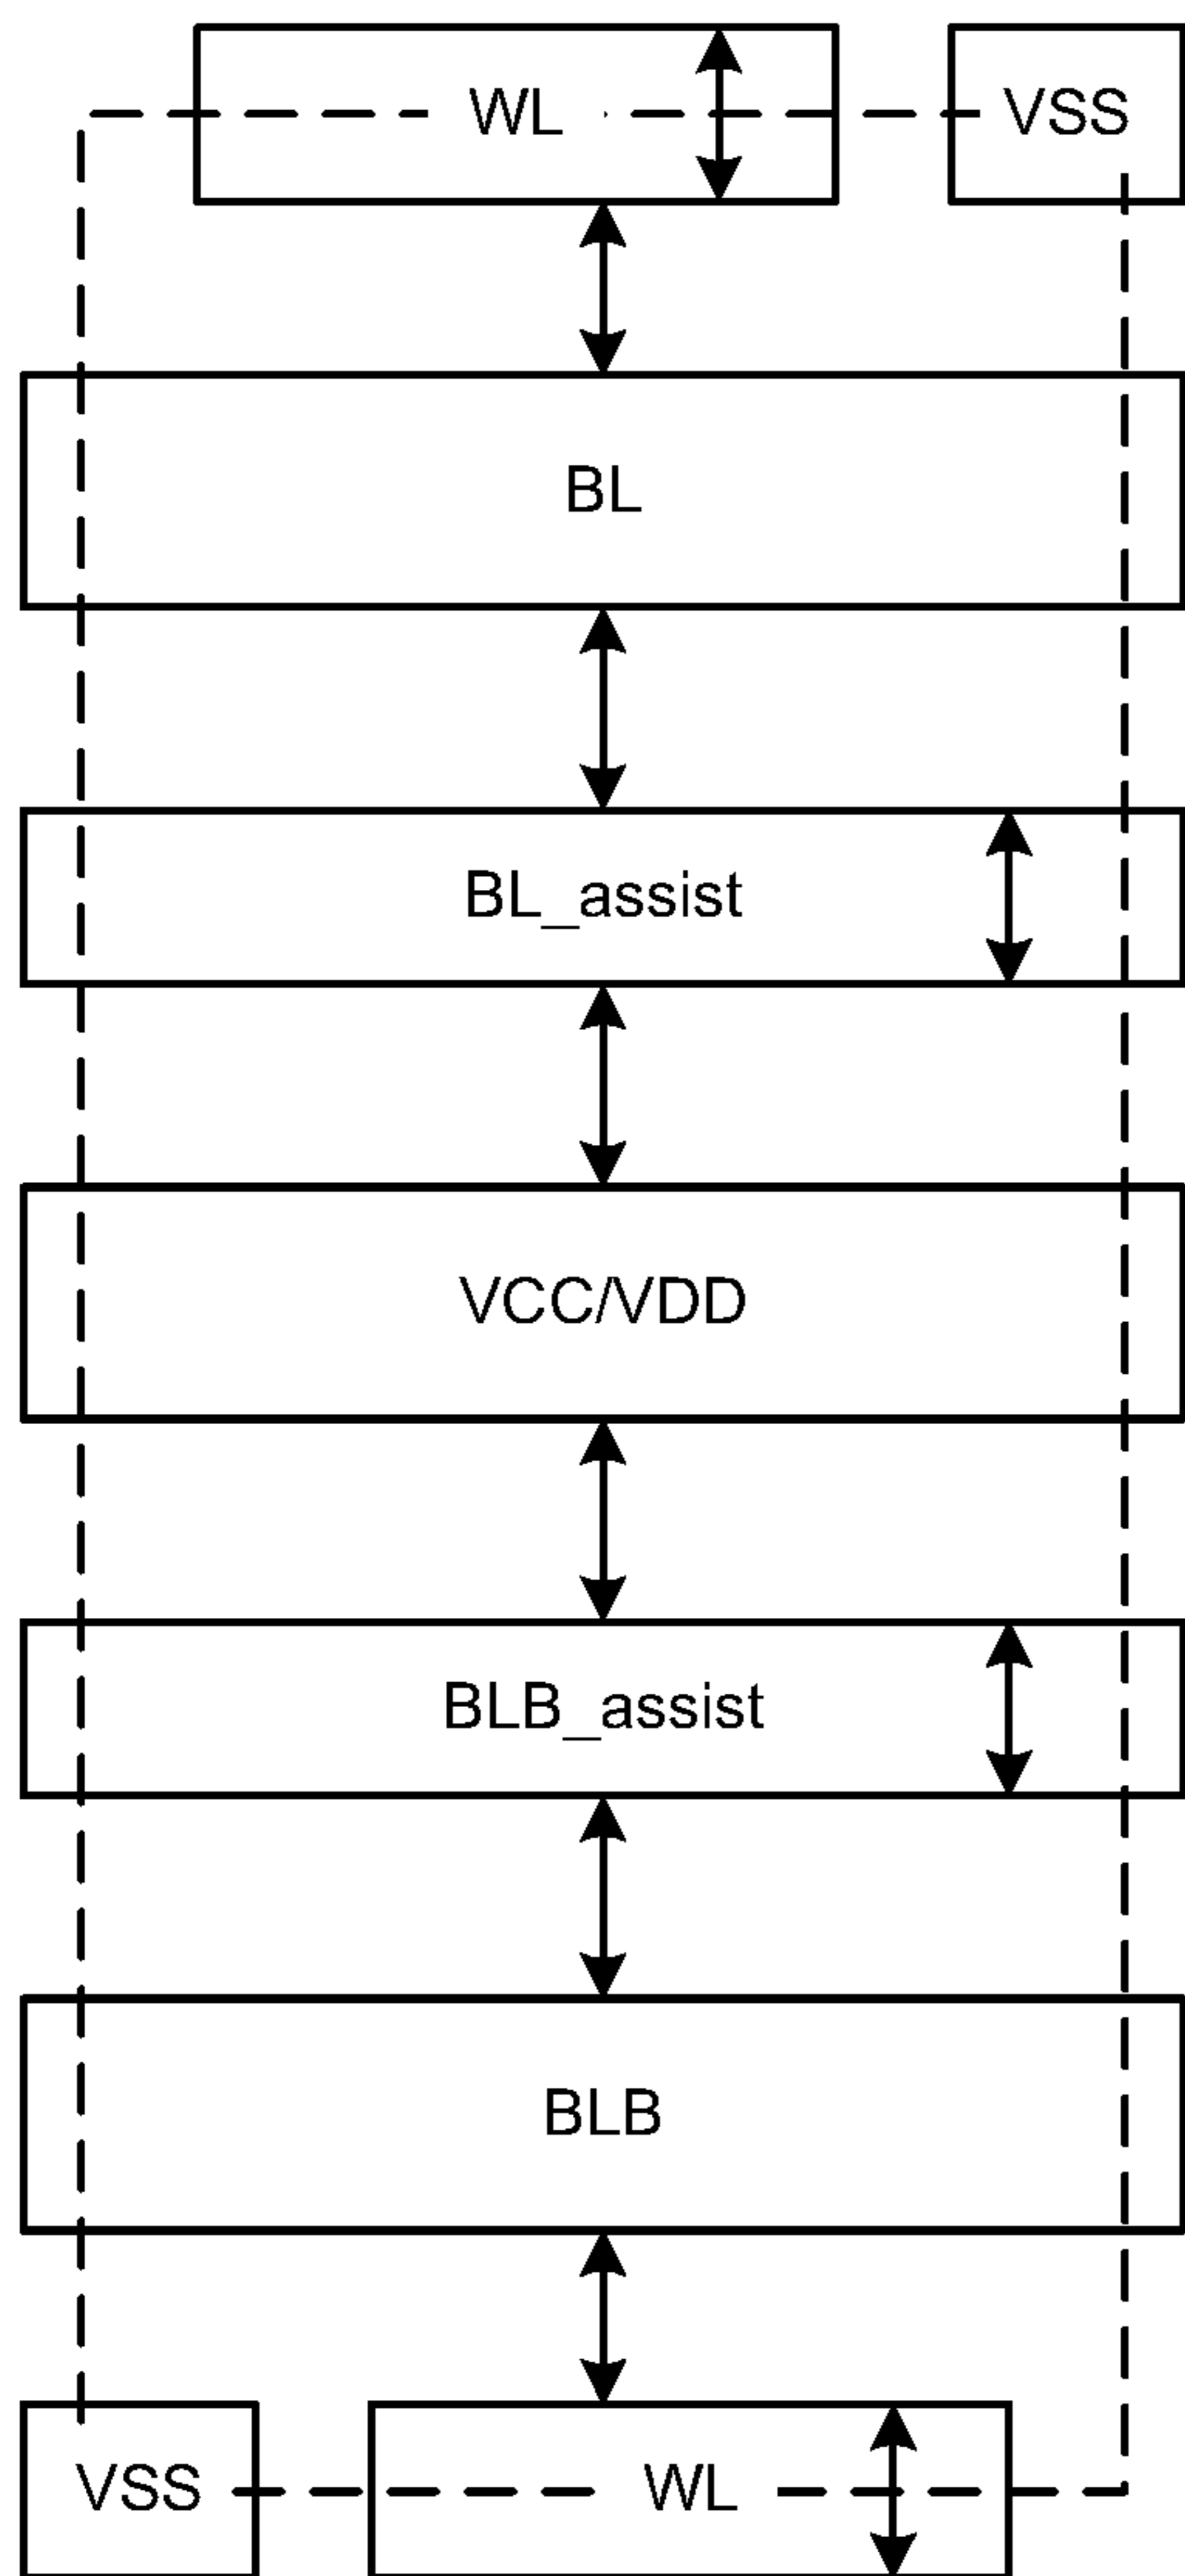 WL VSS
BL
BL_assist
VCC/VDD
BLB_assist
BLB
VSS WL